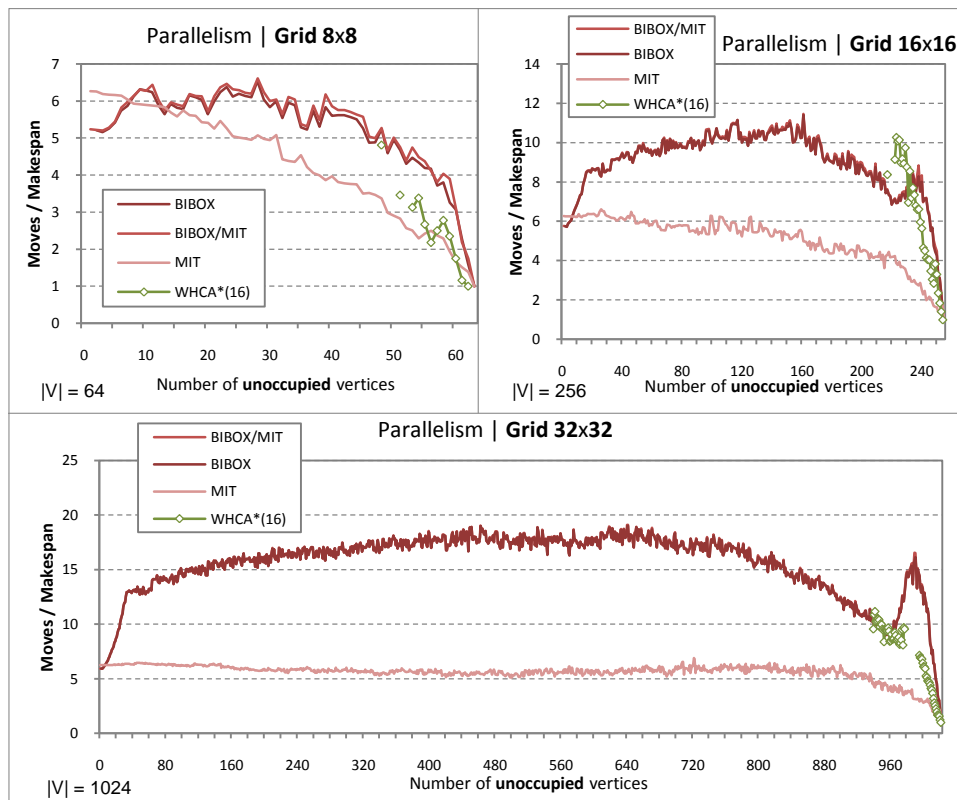 Parallelism | Grid 8x8
Moves / Makespan
7
6
5
4
3
2
1
0
BIBOX
BIBOX/MIT
MIT
WHCA*(16)
0 10 20 30 40 50 60
Number of unoccupied vertices
|V| = 64
Parallelism | Grid 16x16
BIBOX/MIT
BIBOX
MIT
WHCA*(16)
Moves / Makespan
14
12
10
8
6
4
2
0
0 40 80 120 160 200 240
Number of unoccupied vertices
|V| = 256
Parallelism | Grid 32x32
BIBOX/MIT
BIBOX
MIT
WHCA*(16)
Moves / Makespan
25
20
15
10
5
0
0 80 160 240 320 400 480 560 640 720 800 880 960
Number of unoccupied vertices
|V| = 1024